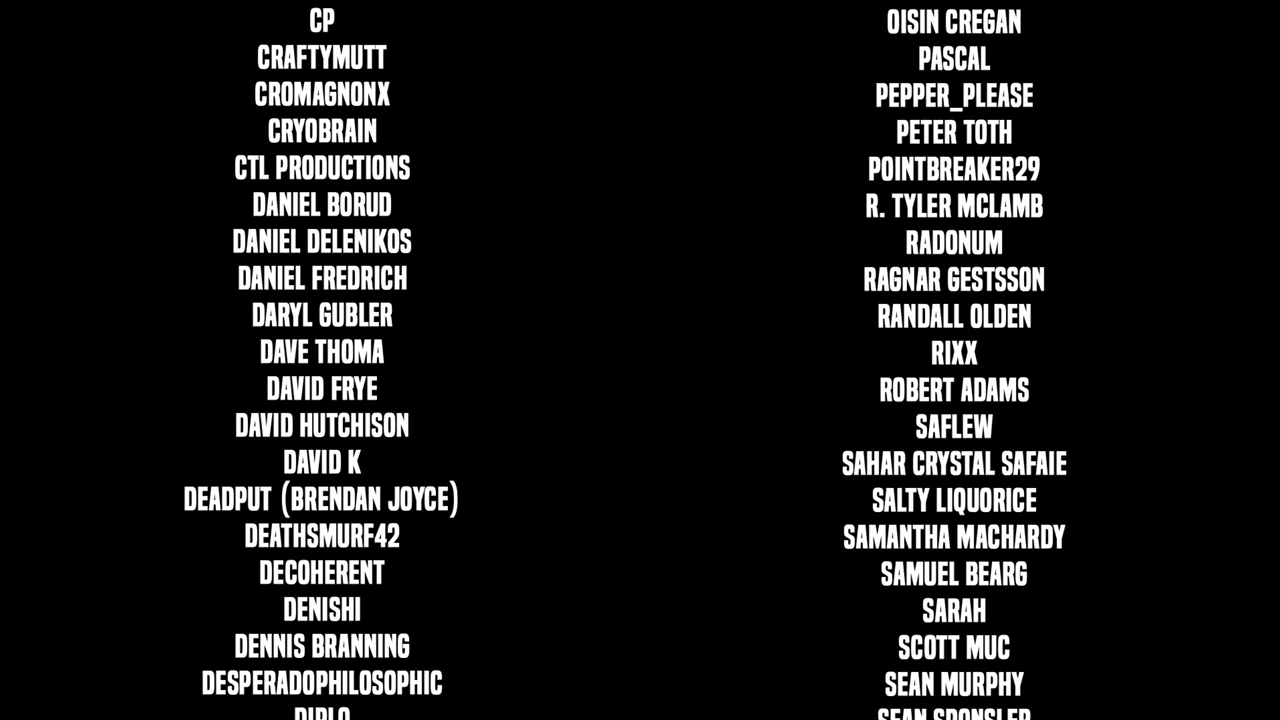 CP
CRAFTYMUTT
CROMAGNONX
CRYOBRAIN
CTL PRODUCTIONS
DANIEL BORUD
DANIEL DELENIKOS
DANIEL FREDRICH
DARYL GUBLER
DAVE THOMA
DAVID FRYE
DAVID HUTCHISON
DAVID K
DEADPUT (BRENDAN JOYCE)
DEATHSMURF42
DECOHERENT
DENISHI
DENNIS BRANNING
DESPERADOPHILOSOPHIC
DIPLO
OISIN CREGAN
PASCAL
PEPPER_PLEASE
PETER TOTH
POINTBREAKER29
R. TYLER MCLAMB
RADONUM
RAGNAR GESTSSON
RANDALL OLDEN
RIXX
ROBERT ADAMS
SAFLEW
SAHAR CRYSTAL SAFAIE
SALTY LIQUORICE
SAMANTHA MACHARDY
SAMUEL BEARG
SARAH
SCOTT MUC
SEAN MURPHY
SEAN SPONSLER